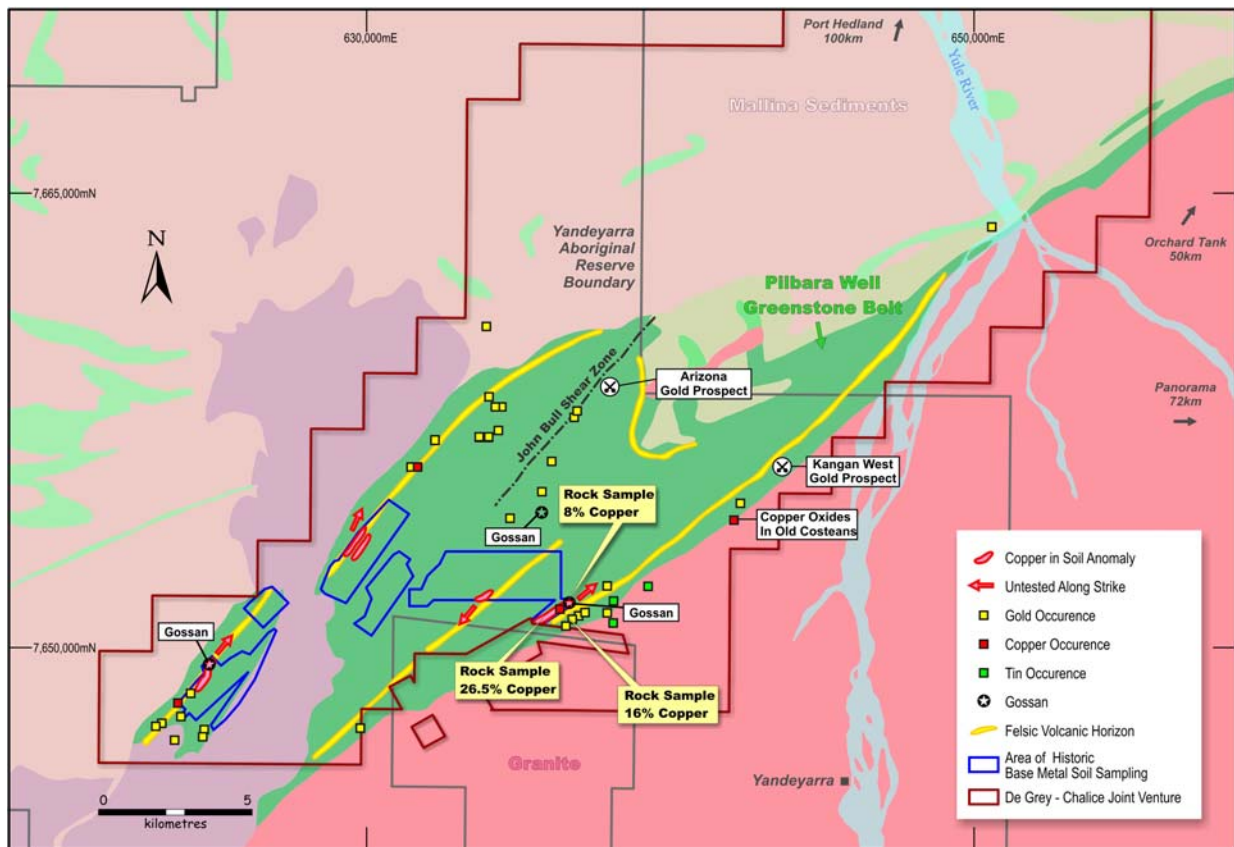 Port Hedland
100km
630,000mE
650,000mE
Yule River
Mallina Sediments
7,665,000mN
N
Yandeyarra
Aboriginal
Reserve
Boundary
Orchard Tank
50km
Pilbara Well
Greenstone Belt
John Bull Shear Zone
Arizona
Gold Prospect
Panorama
72km
Kangan West
Gold Prospect
Rock Sample
8% Copper
Gossan
Copper Oxides
In Old Costeans
Gossan
Gossan
7,650,000mN
Rock Sample
26.5% Copper
Rock Sample
16% Copper
Granite
Yandeyarra
0
5
kilometres
Copper in Soil Anomaly
Untested Along Strike
Gold Occurence
Copper Occurence
Tin Occurence
Gossan
Felsic Volcanic Horizon
Area of Historic
Base Metal Soil Sampling
De Grey - Chalice Joint Venture